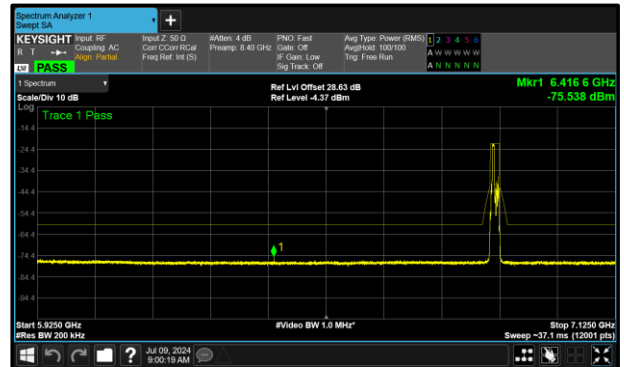 Spectrum Analyzer 1
Swept SA
KEYSIGHT Input: RF Input Z: 50 Ω #Atten: 4 dB PNO: Fast Avg Type: Power (RMS) 1 2 3 4 5 6
R T Coupling: AC Corr CCorr RCal Preamp: 8.40 GHz Gate: Off Avg|Hold: 100/100 A W W W W W
Align: Partial Freq Ref: Int (S) IF Gain: Low Trig: Free Run
LXI PASS Sig Track: Off A N N N N N
1 Spectrum
Scale/Div 10 dB
Ref Lvl Offset 28.63 dB
Ref Level -4.37 dBm
Mkr1 6.416 6 GHz
-75.538 dBm
Log
Trace 1 Pass
-14.4
-24.4
-34.4
-44.4
-54.4
-64.4
-74.4
-84.4
-94.4
1
Start 5.9250 GHz #Video BW 1.0 MHz* Stop 7.1250 GHz
#Res BW 200 kHz Sweep ~37.1 ms (12001 pts)
? Jul 09, 2024
9:00:19 AM